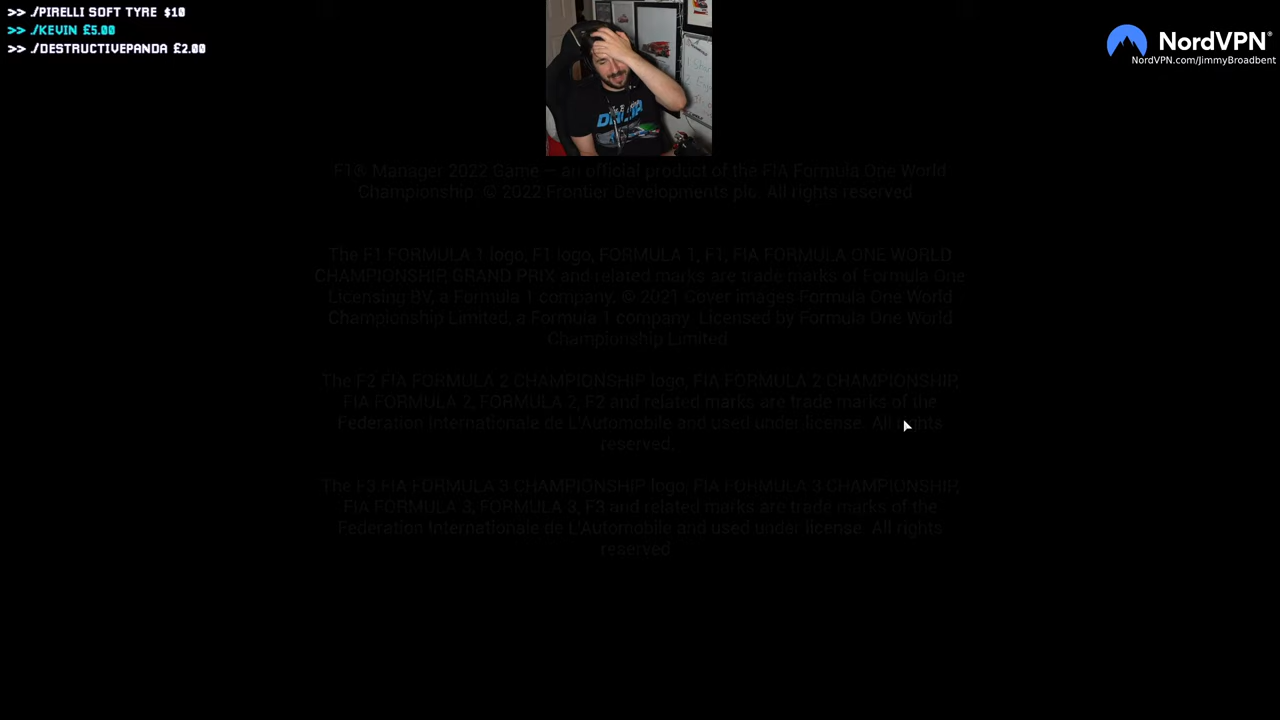 >> ./PIRELLI SOFT TYRE $10
>> ./KEVIN £5.00
>> ./DESTRUCTIVEPANDA £2.00
NordVPN®
NordVPN.com/JimmyBroadbent
F1® Manager 2022 Game – an official product of the FIA Formula One World
Championship. © 2022 Frontier Developments plc. All rights reserved
The F1 FORMULA 1 logo, F1 logo, FORMULA 1, F1, FIA FORMULA ONE WORLD
CHAMPIONSHIP, GRAND PRIX and related marks are trade marks of Formula One
Licensing BV, a Formula 1 company. © 2021 Cover images Formula One World
Championship Limited, a Formula 1 company. Licensed by Formula One World
Championship Limited
The F2 FIA FORMULA 2 CHAMPIONSHIP logo, FIA FORMULA 2 CHAMPIONSHIP,
FIA FORMULA 2, FORMULA 2, F2 and related marks are trade marks of the
Federation Internationale de L'Automobile and used under license. All rights
reserved.
The F3 FIA FORMULA 3 CHAMPIONSHIP logo, FIA FORMULA 3 CHAMPIONSHIP,
FIA FORMULA 3, FORMULA 3, F3 and related marks are trade marks of the
Federation Internationale de L'Automobile and used under license. All rights
reserved